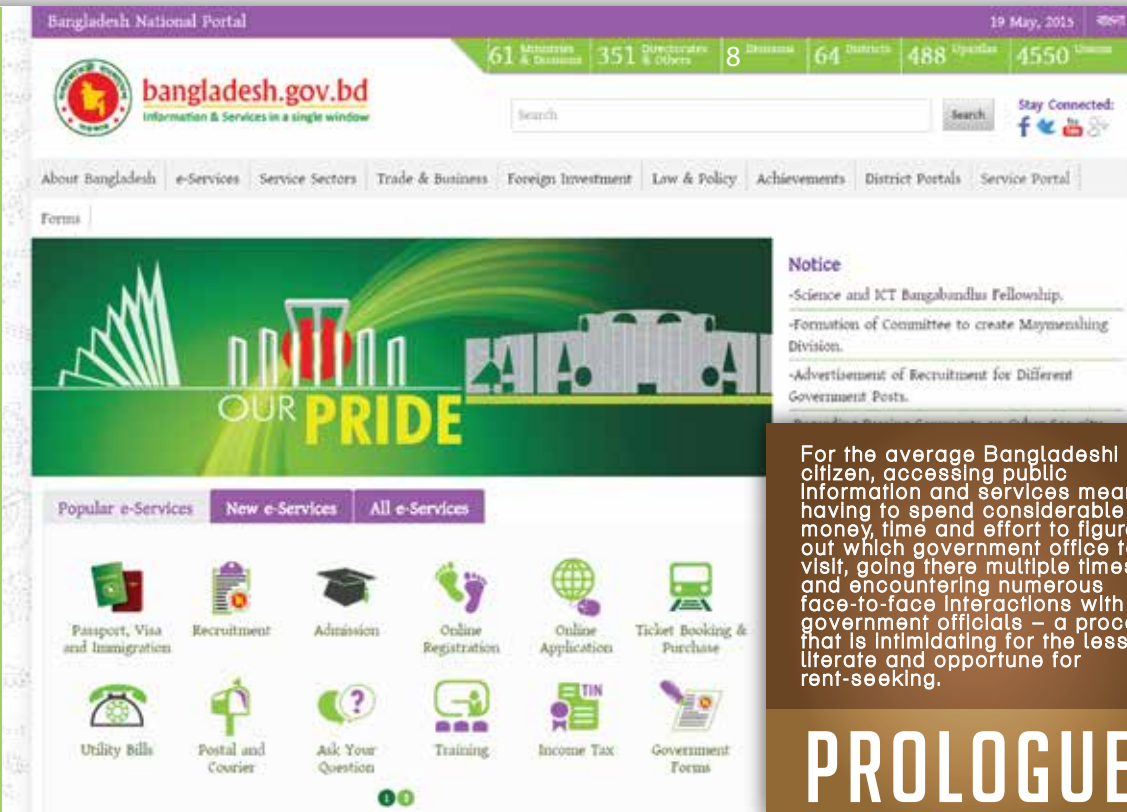 Bangladesh National Portal
19 May, 2015 বাংলা
61 Ministries & Divisions 351 Directorates & Others 8 Divisions 64 Districts 488 Upazilas 4550 Unions
bangladesh.gov.bd
Information & Services in a single window
Search
Search
Stay Connected:
About Bangladesh e-Services Service Sectors Trade & Business Foreign Investment Law & Policy Achievements District Portals Service Portal
Forms
OUR PRIDE
Notice
-Science and ICT Bangabandhu Fellowship.
-Formation of Committee to create Maymenshing
Division.
-Advertisement of Recruitment for Different
Government Posts.
Popular e-Services New e-Services All e-Services
Passport, Visa
and Immigration
Recruitment
Admission
Online
Registration
Online
Application
Ticket Booking &
Purchase
Utility Bills
Postal and
Courier
Ask Your
Question
Training
TIN
Income Tax
Government
Forms
1 2
For the average Bangladeshi
citizen, accessing public
information and services mean
having to spend considerable
money, time and effort to figure
out which government office t
visit, going there multiple times
and encountering numerous
face-to-face interactions with
government officials – a proce
that is intimidating for the less
literate and opportune for
rent-seeking.
PROLOGUE